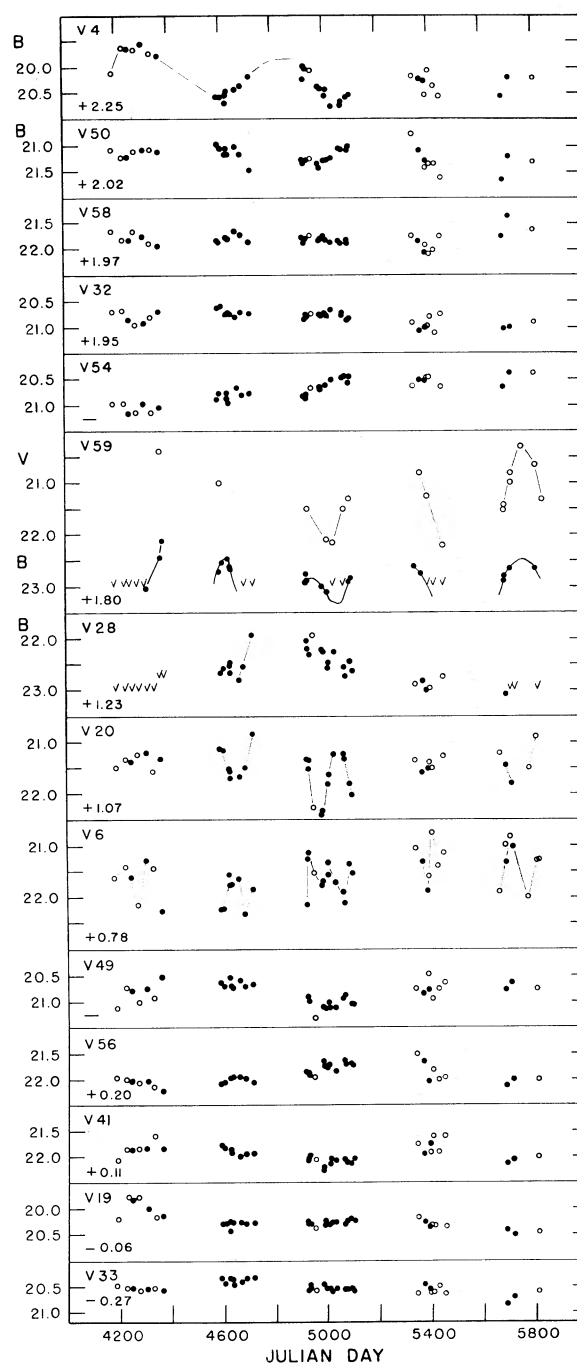 V 4
B
20.0
20.5
+2.25
V 50
B
21.0
21.5
+2.02
V 58
21.5
22.0
+1.97
V 32
20.5
21.0
+1.95
V 54
20.5
21.0
—
V 59
V
21.0
22.0
B
23.0
+1.80
V 28
B
22.0
23.0
+1.23
V 20
21.0
22.0
+1.07
V 6
21.0
22.0
+0.78
V 49
20.5
21.0
—
V 56
21.5
22.0
+0.20
V 41
21.5
22.0
+0.11
V 19
20.0
20.5
-0.06
V 33
20.5
-0.27
21.0
4200 4600 5000 5400 5800
JULIAN DAY